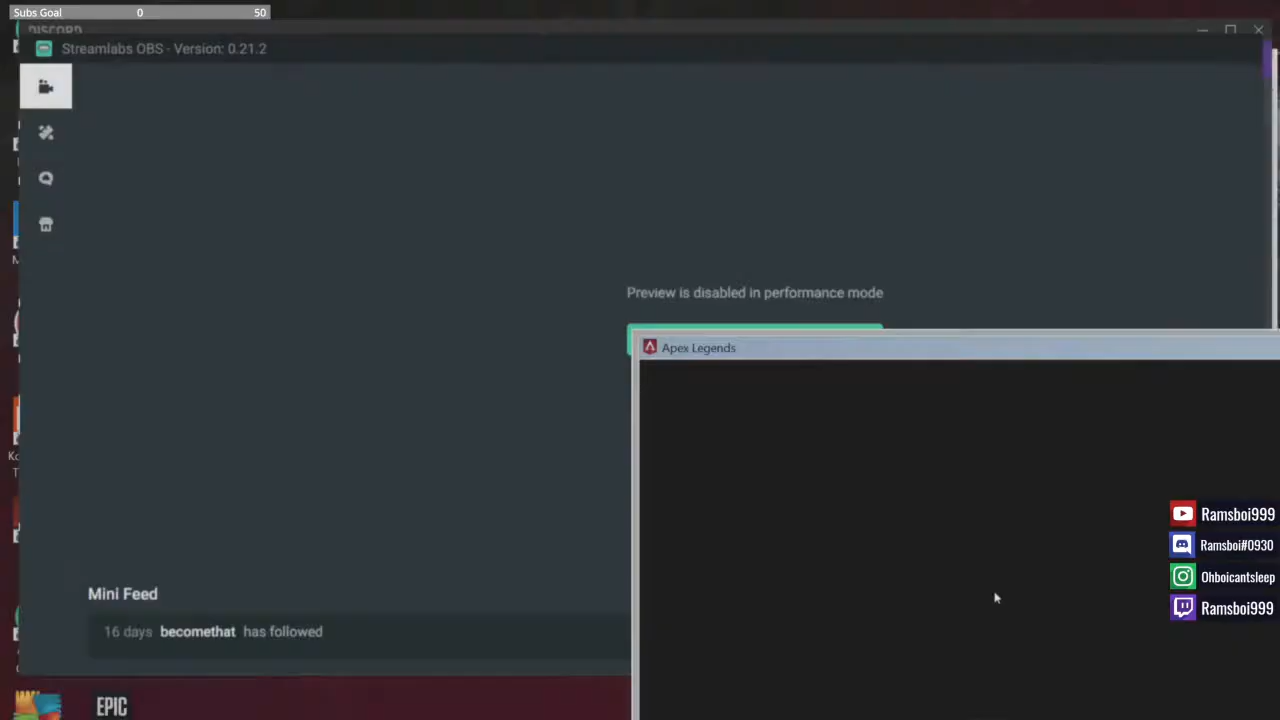 Subs Goal 0 50
DISCORD
Streamlabs OBS - Version: 0.21.2
Preview is disabled in performance mode
Apex Legends
Ramsboi999
Ramsboi#0930
Ohboicantsleep
Ramsboi999
Mini Feed
16 days becomethat has followed
EPIC